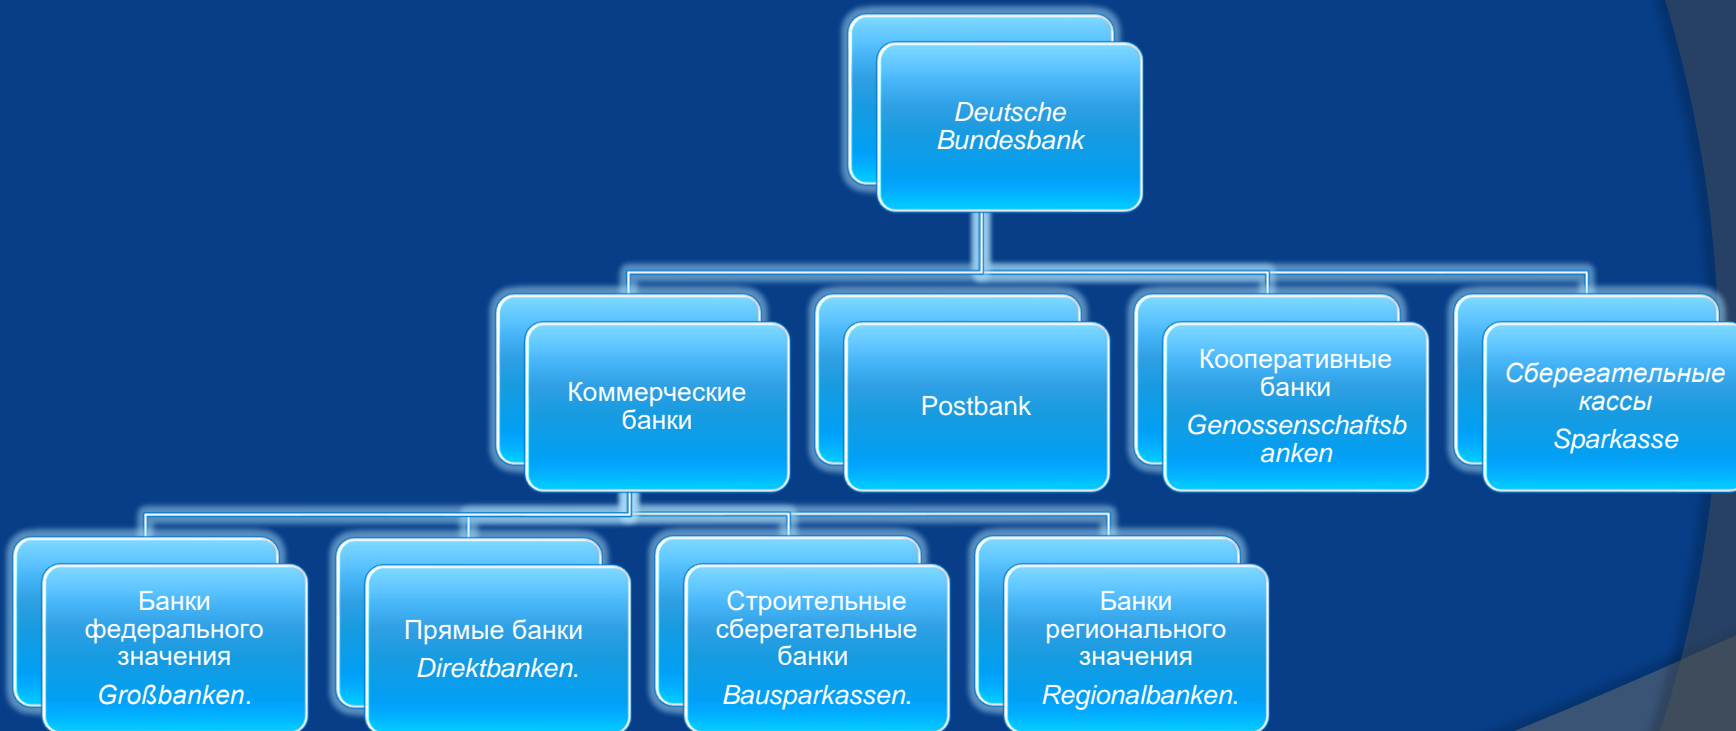 Deutsche
Bundesbank
Коммерческие
банки
Postbank
Кооперативные
банки
Genossenschaftsb
anken
Сберегательные
кассы
Sparkasse
Банки
федерального
значения
Großbanken.
Прямые банки
Direktbanken.
Строительные
сберегательные
банки
Bausparkassen.
Банки
регионального
значения
Regionalbanken.